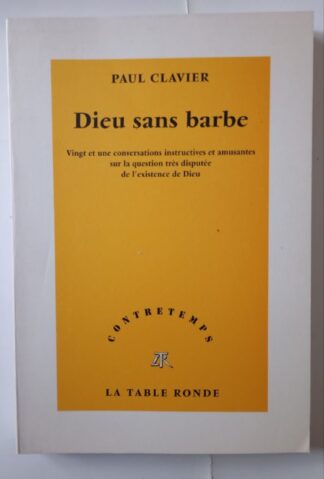 PAUL CLAVIER
Dieu sans barbe
Vingt et une conversations instructives et amusantes
sur la question très disputée
de l'existence de Dieu
CONTRETEMPS
LA TABLE RONDE